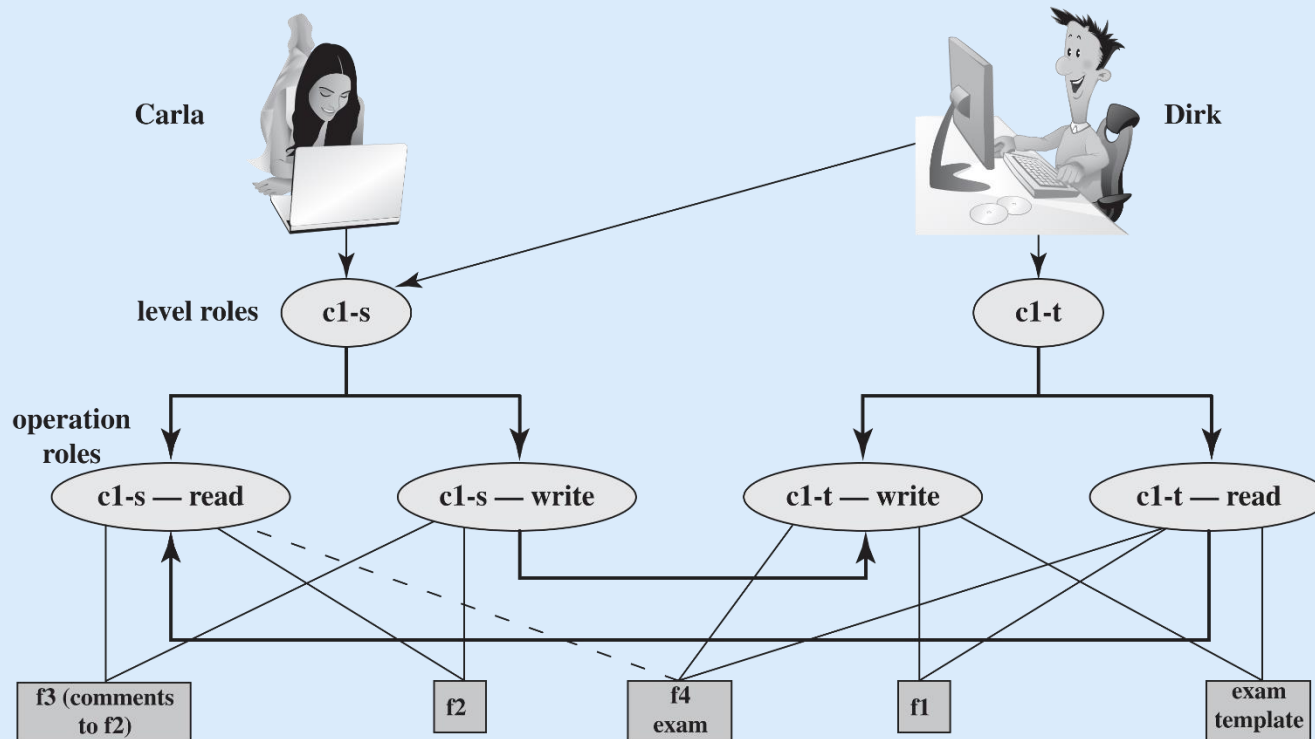 Carla
Dirk
level roles
c1-s
c1-t
operation
roles
c1-s — read
c1-s — write
c1-t — write
c1-t — read
f3 (comments
to f2)
f2
f4
exam
f1
exam
template